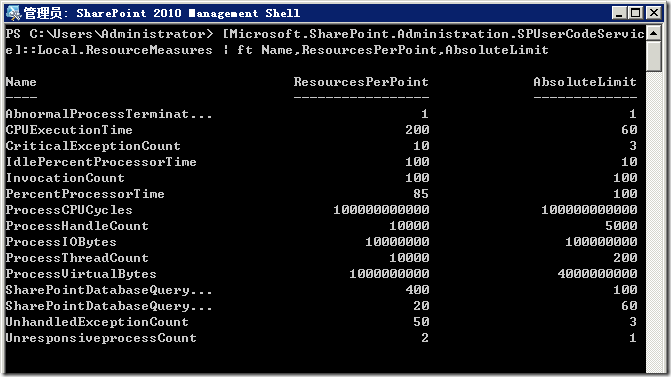 管理员: SharePoint 2010 Management Shell
PS C:\Users\Administrator> [Microsoft.SharePoint.Administration.SPUserCodeServic
e]::Local.ResourceMeasures | ft Name,ResourcesPerPoint,AbsoluteLimit
Name ResourcesPerPoint AbsoluteLimit
---- ----------------- -------------
AbnormalProcessTerminat... 1 1
CPUExecutionTime 200 60
CriticalExceptionCount 10 3
IdlePercentProcessorTime 100 10
InvocationCount 100 100
PercentProcessorTime 85 100
ProcessCPUCycles 100000000000 100000000000
ProcessHandleCount 10000 5000
ProcessIOBytes 10000000 100000000
ProcessThreadCount 10000 200
ProcessVirtualBytes 1000000000 4000000000
SharePointDatabaseQuery... 400 100
SharePointDatabaseQuery... 20 60
UnhandledExceptionCount 50 3
UnresponsiveprocessCount 2 1